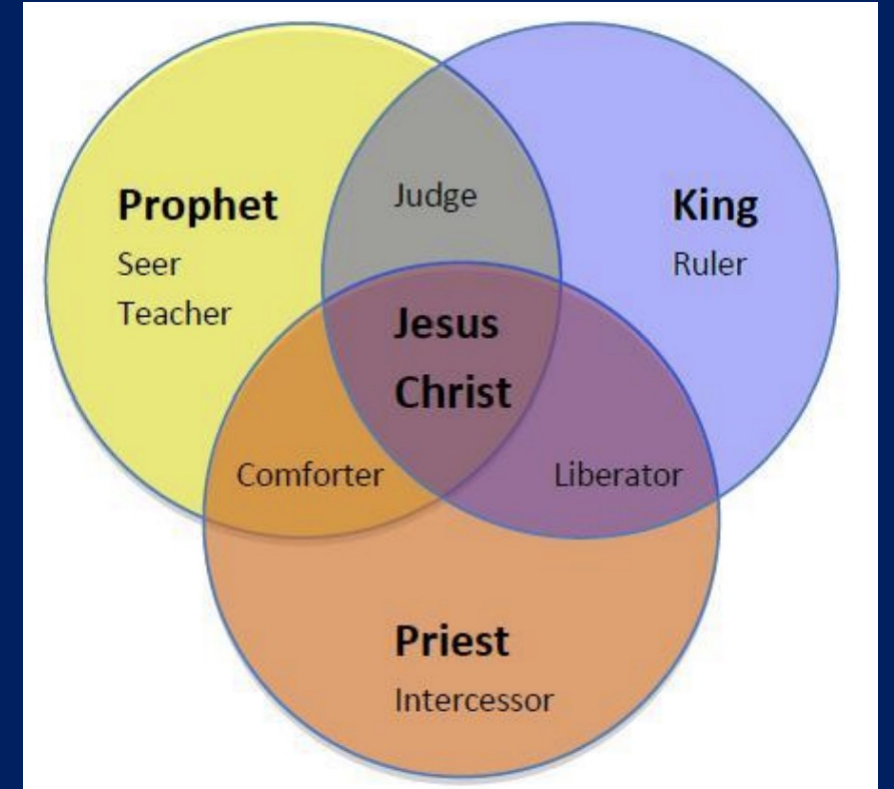 Prophet
Seer
Teacher
Judge
King
Ruler
Jesus
Christ
Comforter
Liberator
Priest
Intercessor